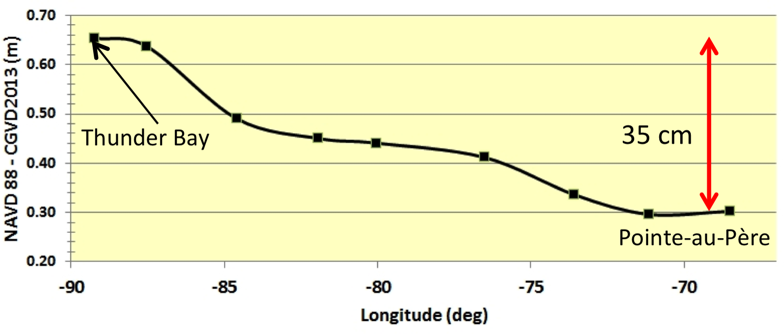 0.70
0.60
0.50
0.40
0.30
0.20
NAVD 88 - CGVD2013 (m)
Thunder Bay
35 cm
Pointe-au-Père
-90
-85
-80
-75
-70
Longitude (deg)